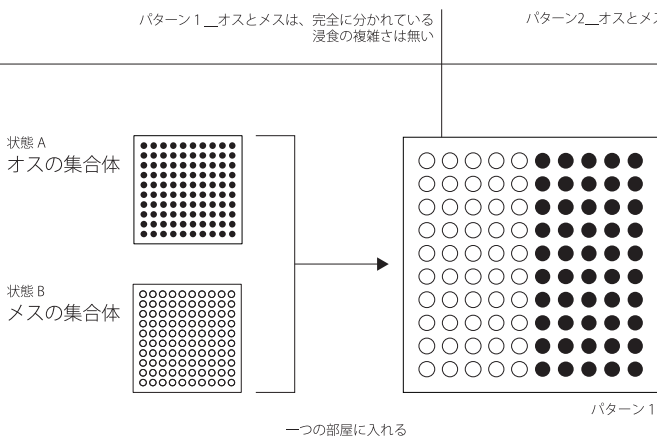 パターン1__オスとメスは、完全に分かれている
浸食の複雑さは無い
パターン2__オスとメス
状態 A
オスの集合体
状態 B
メスの集合体
パターン1
一つの部屋に入れる